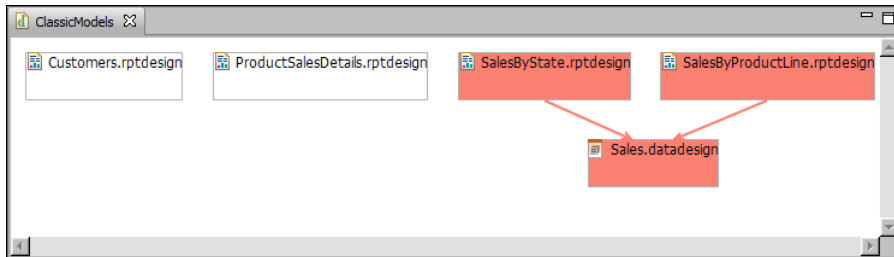 ClassicModels
Customers.rptdesign
ProductSalesDetails.rptdesign
SalesByState.rptdesign
SalesByProductLine.rptdesign
Sales.datadesign